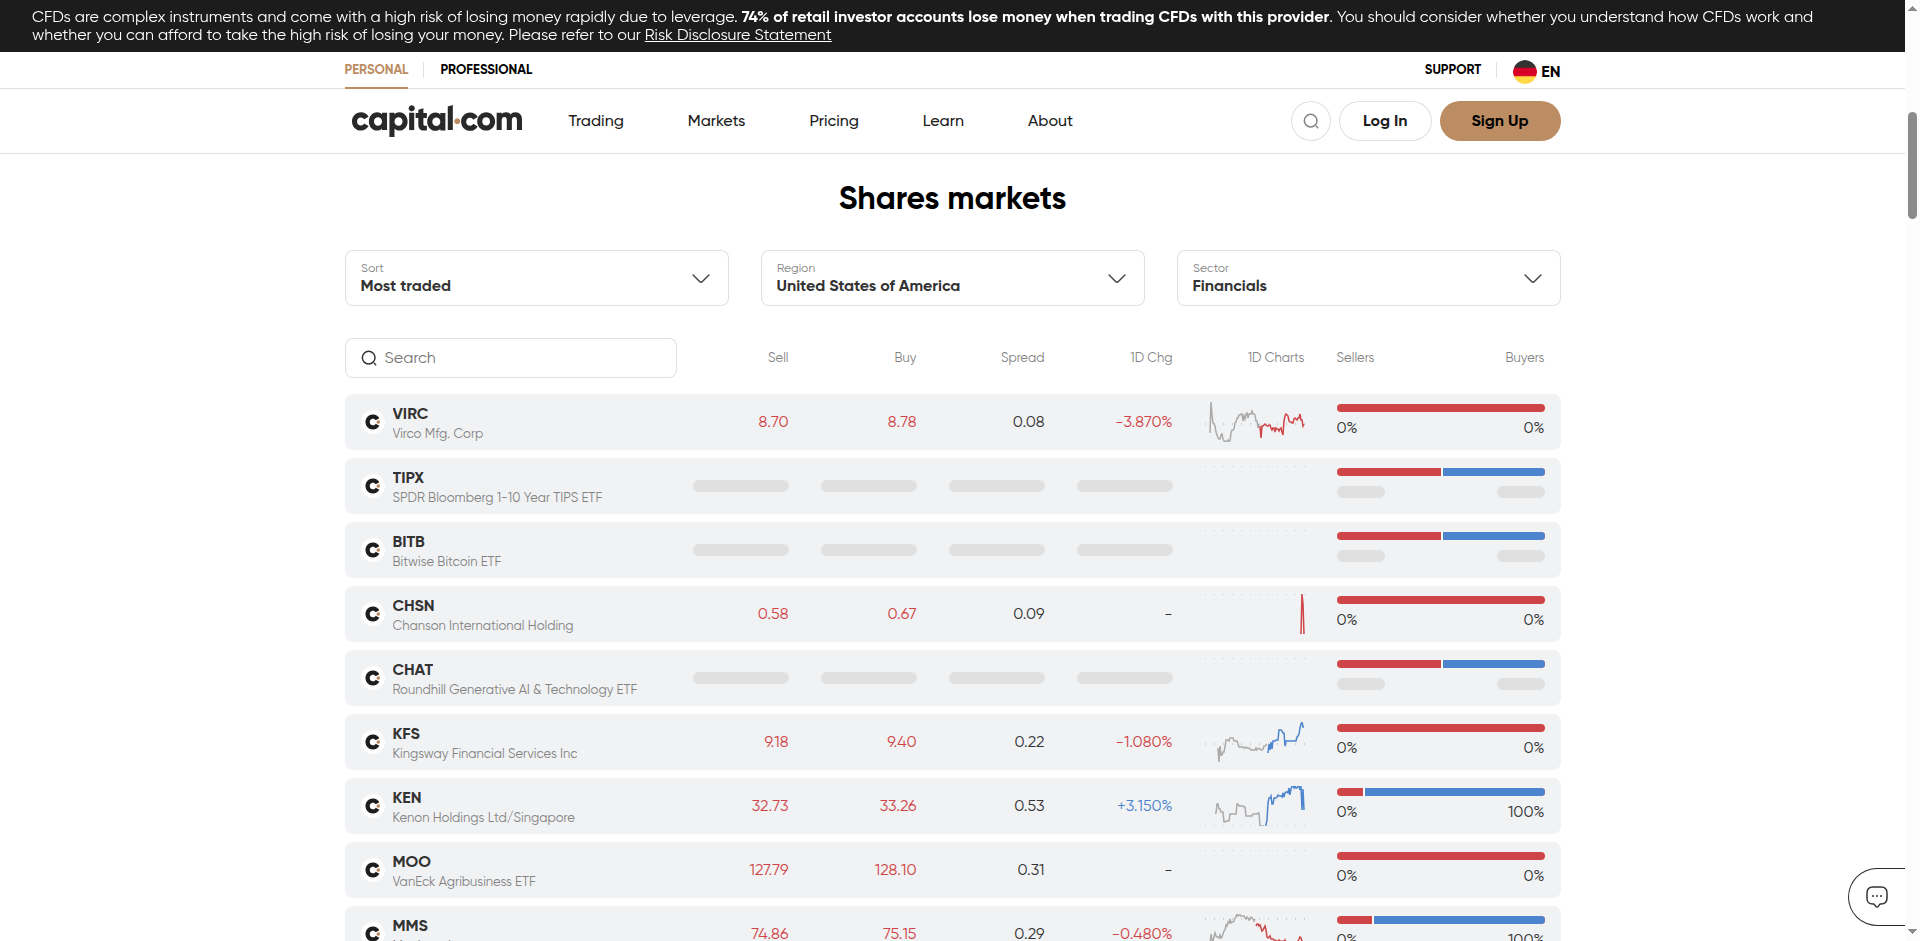 CFDs are complex instruments and come with a high risk of losing money rapidly due to leverage. 74% of retail investor accounts lose money when trading CFDs with this provider. You should consider whether you understand how CFDs work and
whether you can afford to take the high risk of losing your money. Please refer to our Risk Disclosure Statement
PERSONAL PROFESSIONAL SUPPORT EN
capital.com Trading Markets Pricing Learn About Log In Sign Up
Shares markets
Sort Region Sector
Most traded United States of America Financials
Search Sell Buy Spread 1D Chg 1D Charts Sellers Buyers
VIRC
Virco Mfg. Corp
8.70 8.78 0.08 -3.870% 0% 0%
TIPX
SPDR Bloomberg 1-10 Year TIPS ETF
BITB
Bitwise Bitcoin ETF
CHSN
Chanson International Holding
0.58 0.67 0.09 - 0% 0%
CHAT
Roundhill Generative AI & Technology ETF
KFS
Kingsway Financial Services Inc
9.18 9.40 0.22 -1.080% 0% 0%
KEN
Kenon Holdings Ltd/Singapore
32.73 33.26 0.53 +3.150% 0% 100%
MOO
VanEck Agribusiness ETF
127.79 128.10 0.31 - 0% 0%
MMS
74.86 75.15 0.29 -0.480% 0% 100%